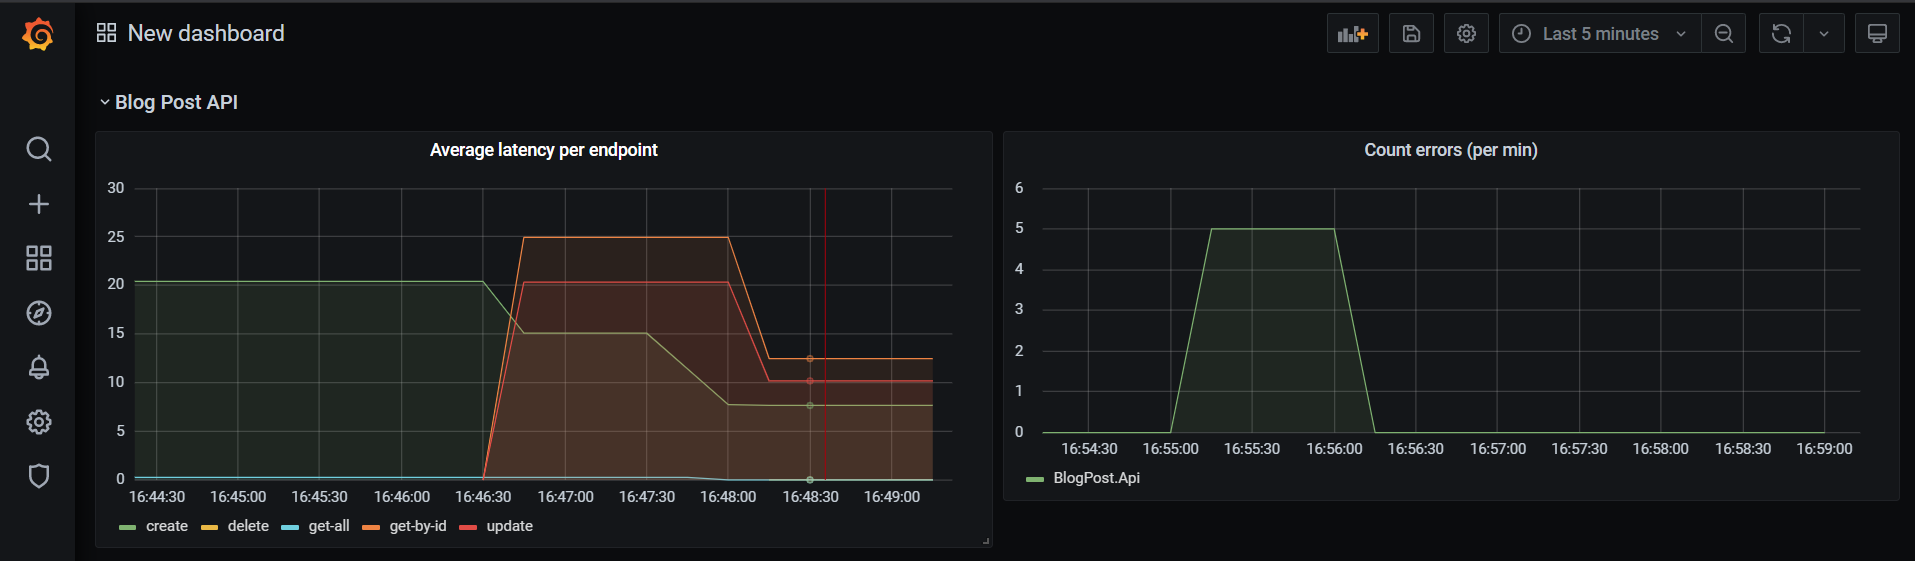 New dashboard
Last 5 minutes
Blog Post API
Average latency per endpoint
30
25
20
15
10
5
0
16:44:30 16:45:00 16:45:30 16:46:00 16:46:30 16:47:00 16:47:30 16:48:00 16:48:30 16:49:00
create delete get-all get-by-id update
Count errors (per min)
6
5
4
3
2
1
0
16:54:30 16:55:00 16:55:30 16:56:00 16:56:30 16:57:00 16:57:30 16:58:00 16:58:30 16:59:00
BlogPost.Api